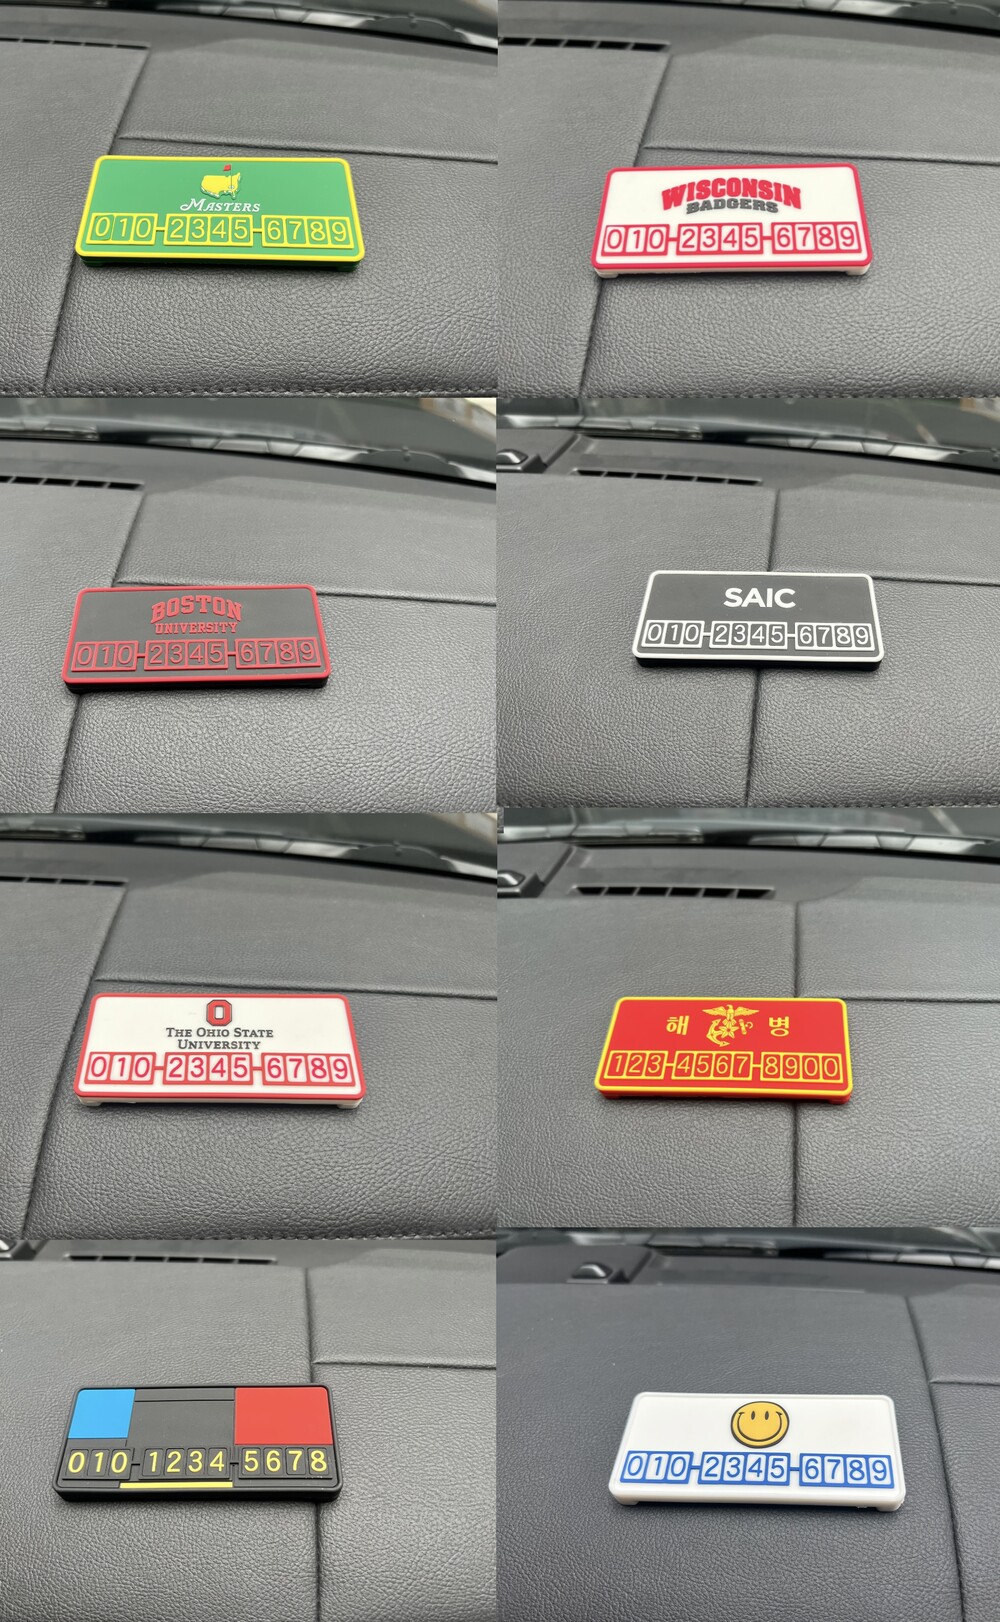 Masters
010-2345-6789
WISCONSIN
BADGERS
010-2345-6789
BOSTON
UNIVERSITY
010-2345-6789
SAIC
010-2345-6789
O
THE OHIO STATE
UNIVERSITY
010-2345-6789
해 병
123-4567-8900
010-1234-5678
010-2345-6789